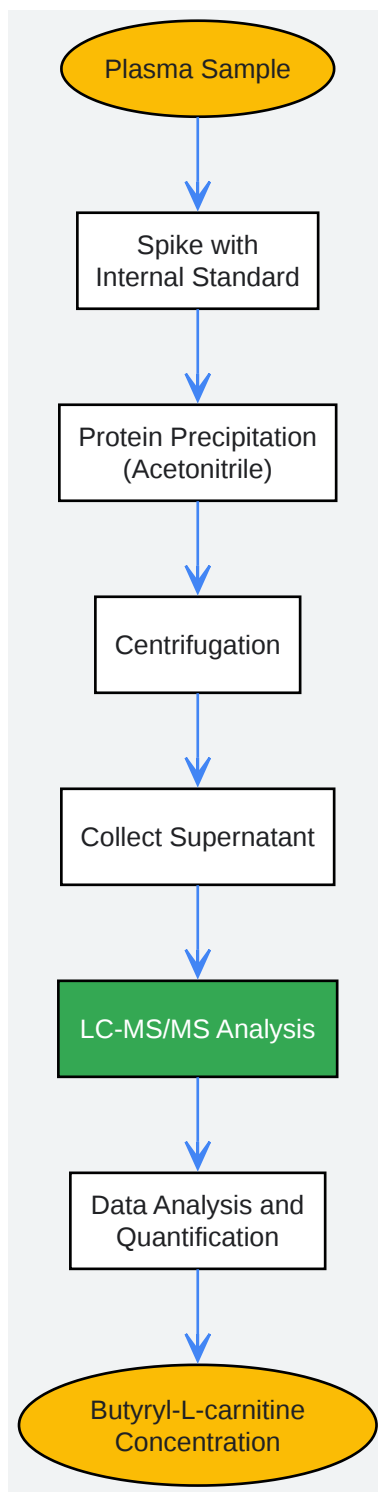 Plasma Sample
Spike with
Internal Standard
Protein Precipitation
(Acetonitrile)
Centrifugation
Collect Supernatant
LC-MS/MS Analysis
Data Analysis and
Quantification
Butyryl-L-carnitine
Concentration